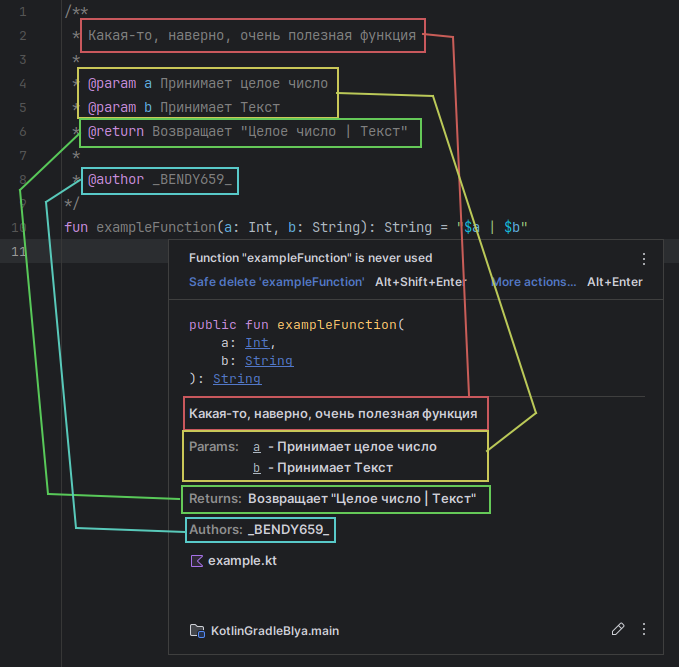 1 /**
2 * Какая-то, наверно, очень полезная функция
3 *
4 * @param a Принимает целое число
5 * @param b Принимает Текст
6 * @return Возвращает "Целое число | Текст"
7 *
8 * @author _BENDY659_
9 */
10 fun exampleFunction(a: Int, b: String): String = "$a | $b"
11
Function "exampleFunction" is never used
Safe delete 'exampleFunction' Alt+Shift+Enter More actions... Alt+Enter
public fun exampleFunction(
a: Int,
b: String
): String
Какая-то, наверно, очень полезная функция
Params: a - Принимает целое число
b - Принимает Текст
Returns: Возвращает "Целое число | Текст"
Authors: _BENDY659_
example.kt
KotlinGradleBlya.main